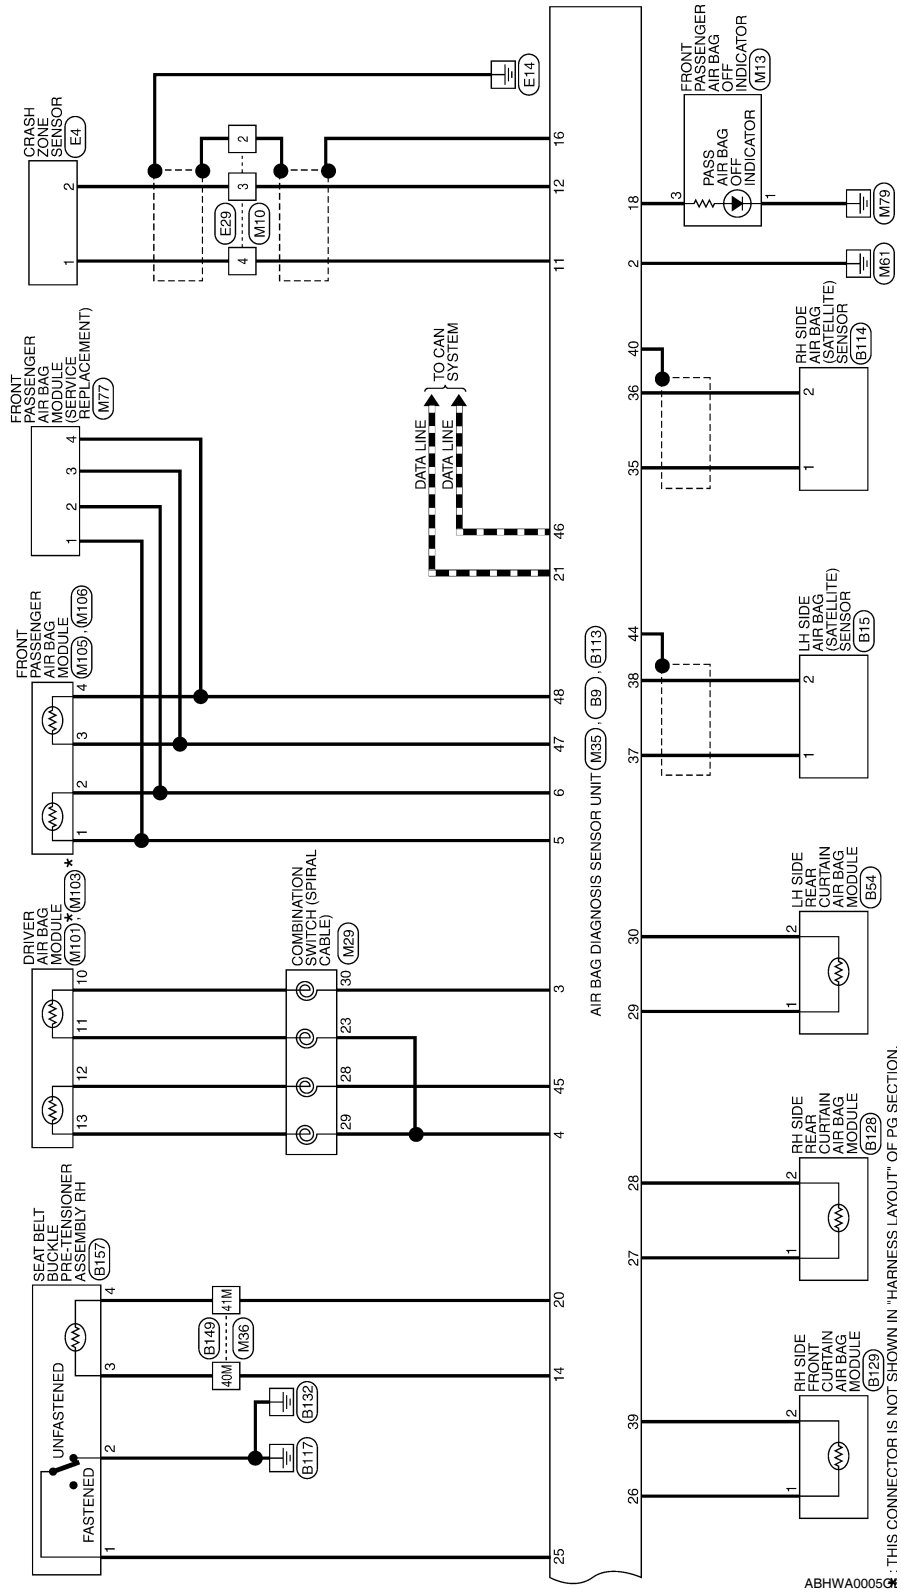 SEAT BELT
BUCKLE
PRE-TENSIONER
ASSEMBLY RH
B157
UNFASTENED
FASTENED
1
2
3
4
B149
M36
40M
41M
B117
B132
25
14
20
DRIVER
AIR BAG
MODULE
M101*, M103*
13
12
11
10
COMBINATION
SWITCH (SPIRAL
CABLE)
M29
29
28
23
30
4
45
3
FRONT
PASSENGER
AIR BAG
MODULE
M105, M106
1
2
3
4
5
6
47
48
FRONT
PASSENGER
AIR BAG
MODULE
(SERVICE
REPLACEMENT)
M77
1
2
3
4
DATA LINE
DATA LINE
TO CAN
SYSTEM
21
46
CRASH
ZONE
SENSOR
E4
1
2
4
3
2
E29
M10
E14
11
12
16
AIR BAG DIAGNOSIS SENSOR UNIT M35, B9, B113
26
39
27
28
29
30
37
38
44
35
36
40
2
18
RH SIDE
FRONT
CURTAIN
AIR BAG
MODULE
B129
1
2
RH SIDE
REAR
CURTAIN
AIR BAG
MODULE
B128
1
2
LH SIDE
REAR
CURTAIN
AIR BAG
MODULE
B54
1
2
LH SIDE
AIR BAG
(SATELLITE)
SENSOR
B15
1
2
RH SIDE
AIR BAG
(SATELLITE)
SENSOR
B114
1
2
M61
M79
FRONT
PASSENGER
AIR BAG
OFF
INDICATOR
M13
PASS
AIR BAG
OFF
INDICATOR
3
1
* : THIS CONNECTOR IS NOT SHOWN IN "HARNESS LAYOUT" OF PG SECTION.